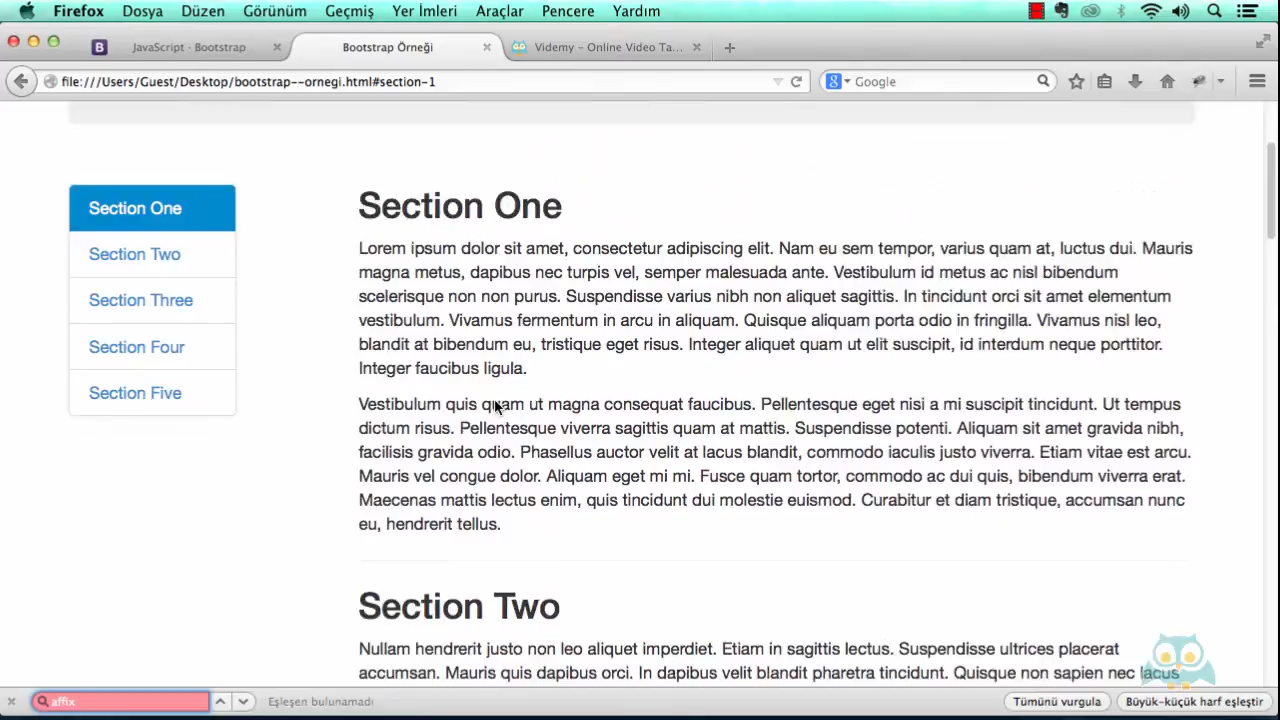 Firefox Dosya Düzen Görünüm Geçmiş Yer İmleri Araçlar Pencere Yardım
JavaScript · Bootstrap
Bootstrap Örneği
Videmy – Online Video Ta...
file:///Users/Guest/Desktop/bootstrap--ornegi.html#section-1
Google
Section One
Section Two
Section Three
Section Four
Section Five
Section One
Lorem ipsum dolor sit amet, consectetur adipiscing elit. Nam eu sem tempor, varius quam at, luctus dui. Mauris
magna metus, dapibus nec turpis vel, semper malesuada ante. Vestibulum id metus ac nisl bibendum
scelerisque non non purus. Suspendisse varius nibh non aliquet sagittis. In tincidunt orci sit amet elementum
vestibulum. Vivamus fermentum in arcu in aliquam. Quisque aliquam porta odio in fringilla. Vivamus nisl leo,
blandit at bibendum eu, tristique eget risus. Integer aliquet quam ut elit suscipit, id interdum neque porttitor.
Integer faucibus ligula.
Vestibulum quis quam ut magna consequat faucibus. Pellentesque eget nisi a mi suscipit tincidunt. Ut tempus
dictum risus. Pellentesque viverra sagittis quam at mattis. Suspendisse potenti. Aliquam sit amet gravida nibh,
facilisis gravida odio. Phasellus auctor velit at lacus blandit, commodo iaculis justo viverra. Etiam vitae est arcu.
Mauris vel congue dolor. Aliquam eget mi mi. Fusce quam tortor, commodo ac dui quis, bibendum viverra erat.
Maecenas mattis lectus enim, quis tincidunt dui molestie euismod. Curabitur et diam tristique, accumsan nunc
eu, hendrerit tellus.
Section Two
Nullam hendrerit justo non leo aliquet imperdiet. Etiam in sagittis lectus. Suspendisse ultrices placerat
accumsan. Mauris quis dapibus orci. In dapibus velit blandit pharetra tincidunt. Quisque non sapien nec lacus
affix
Eşleşen bulunamadı
Tümünü vurgula
Büyük-küçük harf eşleştir